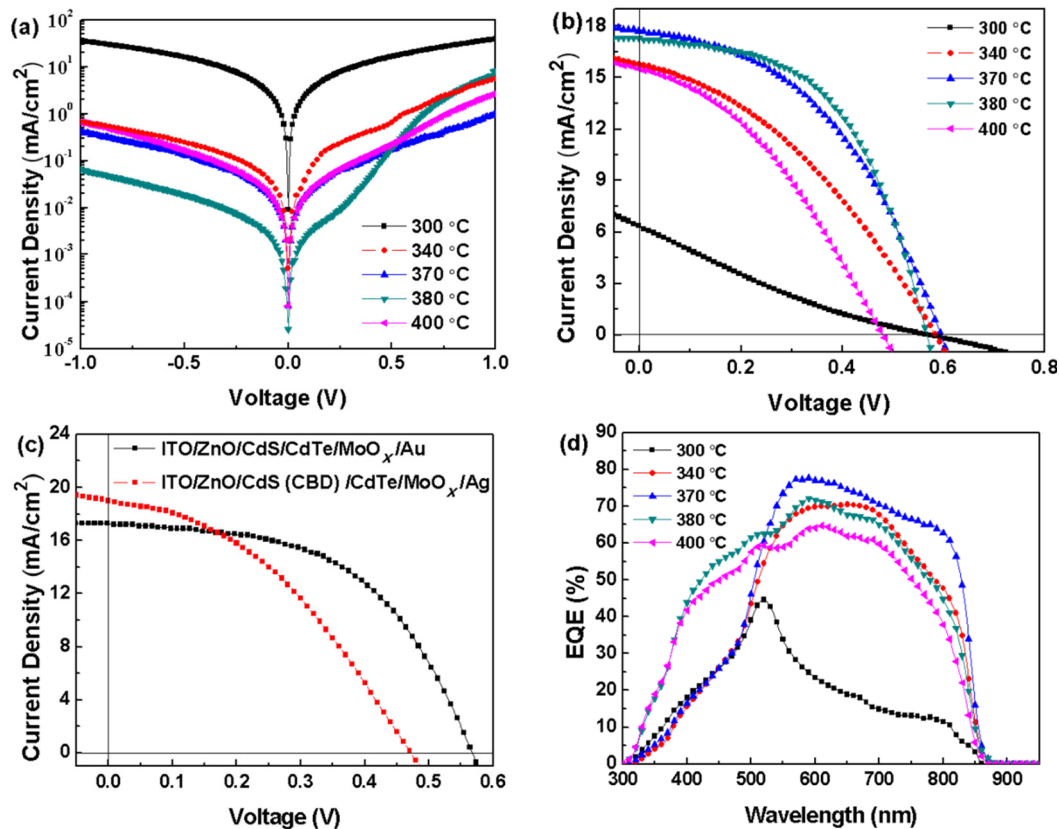 (a)
Current Density (mA/cm²)
10²
10¹
10⁰
10⁻¹
10⁻²
10⁻³
10⁻⁴
10⁻⁵
300 °C
340 °C
370 °C
380 °C
400 °C
-1.0 -0.5 0.0 0.5 1.0
Voltage (V)
(b)
Current Density (mA/cm²)
18
15
12
9
6
3
0
300 °C
340 °C
370 °C
380 °C
400 °C
0.0 0.2 0.4 0.6 0.8
Voltage (V)
(c)
Current Density (mA/cm²)
24
20
16
12
8
4
0
ITO/ZnO/CdS/CdTe/MoOₓ/Au
ITO/ZnO/CdS (CBD) /CdTe/MoOₓ/Ag
0.0 0.1 0.2 0.3 0.4 0.5 0.6
Voltage (V)
(d)
EQE (%)
90
80
70
60
50
40
30
20
10
0
300 °C
340 °C
370 °C
380 °C
400 °C
300 400 500 600 700 800 900
Wavelength (nm)